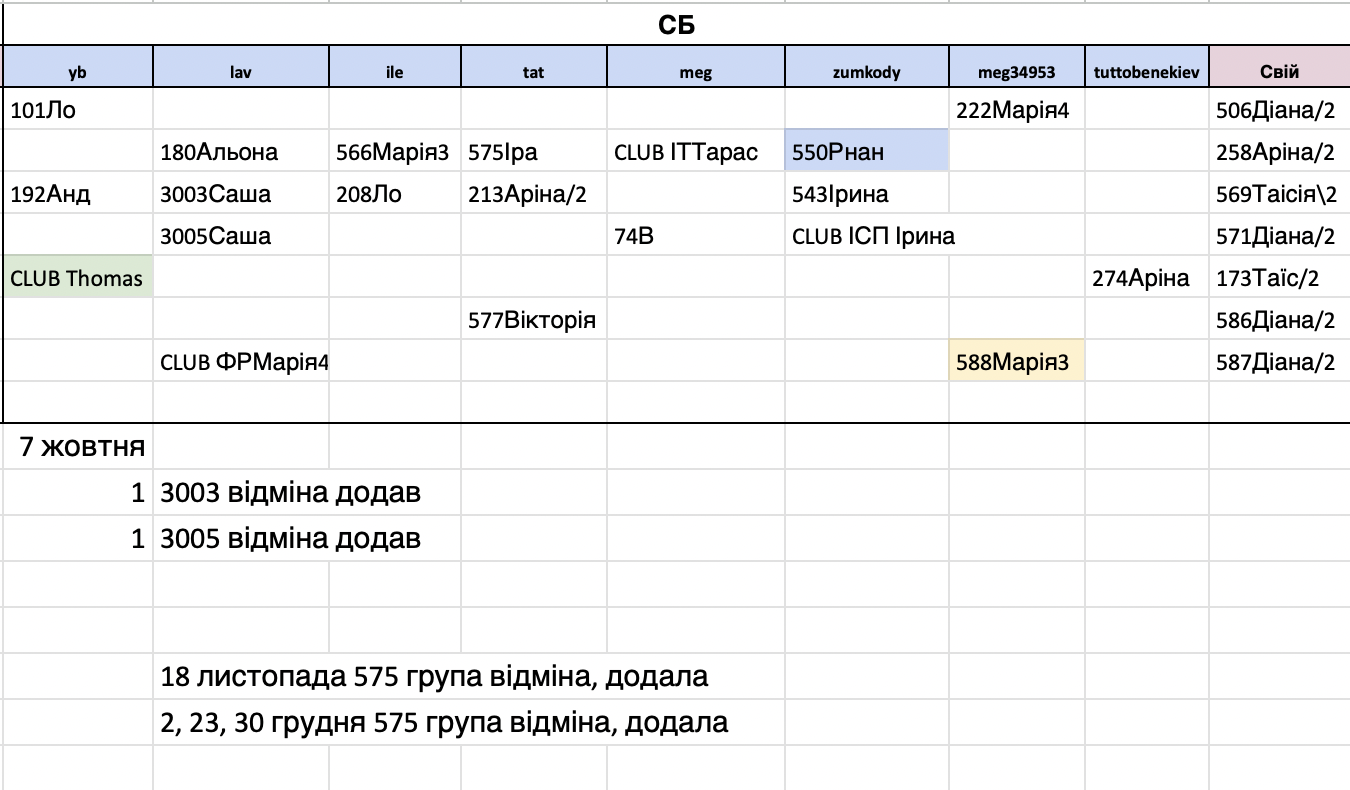 СБ
yb lav ile tat meg zumkody meg34953 tuttobenekiev Свій
101Ло 222Марія4 506Діана/2
180Альона 566Марія3 575Іра CLUB ІТТарас 550Рнан 258Аріна/2
192Анд 3003Саша 208Ло 213Аріна/2 543Ірина 569Таісія\2
3005Саша 74В CLUB ІСП Ірина 571Діана/2
CLUB Thomas 274Аріна 173Таїс/2
577Вікторія 586Діана/2
CLUB ФРМарія4 588Марія3 587Діана/2
7 жовтня
1 3003 відміна додав
1 3005 відміна додав
18 листопада 575 група відміна, додала
2, 23, 30 грудня 575 група відміна, додала